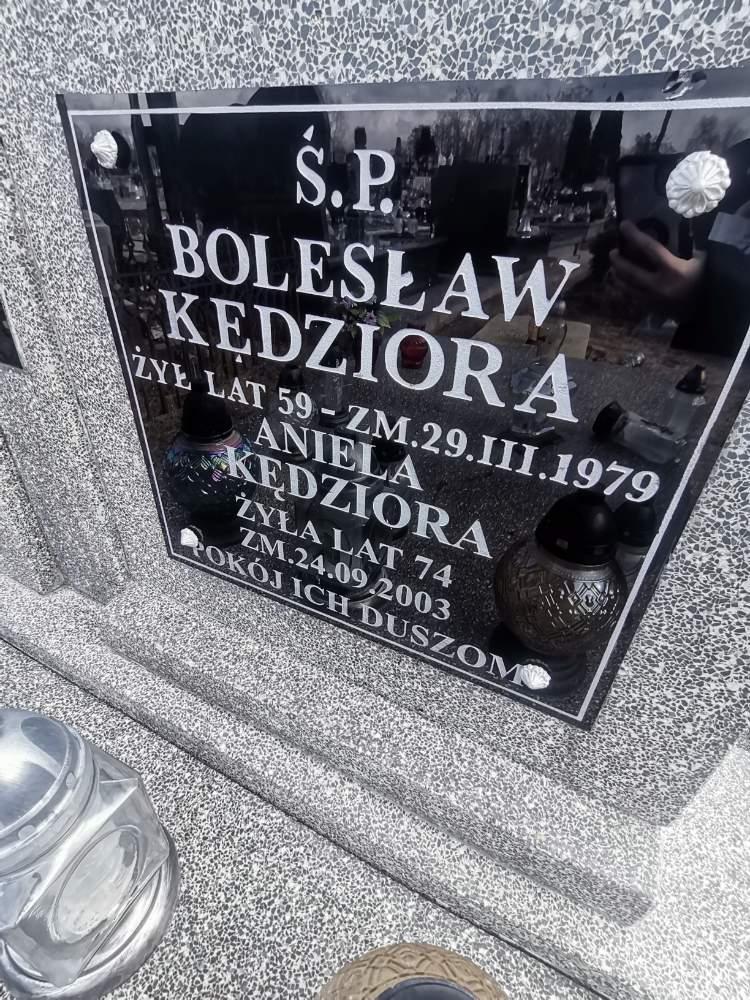 Ś.P.
BOLESŁAW
KĘDZIORA
ŻYŁ LAT 59 - ZM.29.III.1979
ANIELA
KĘDZIORA
ŻYŁA LAT 74
ZM.24.09.2003
POKÓJ ICH DUSZOM